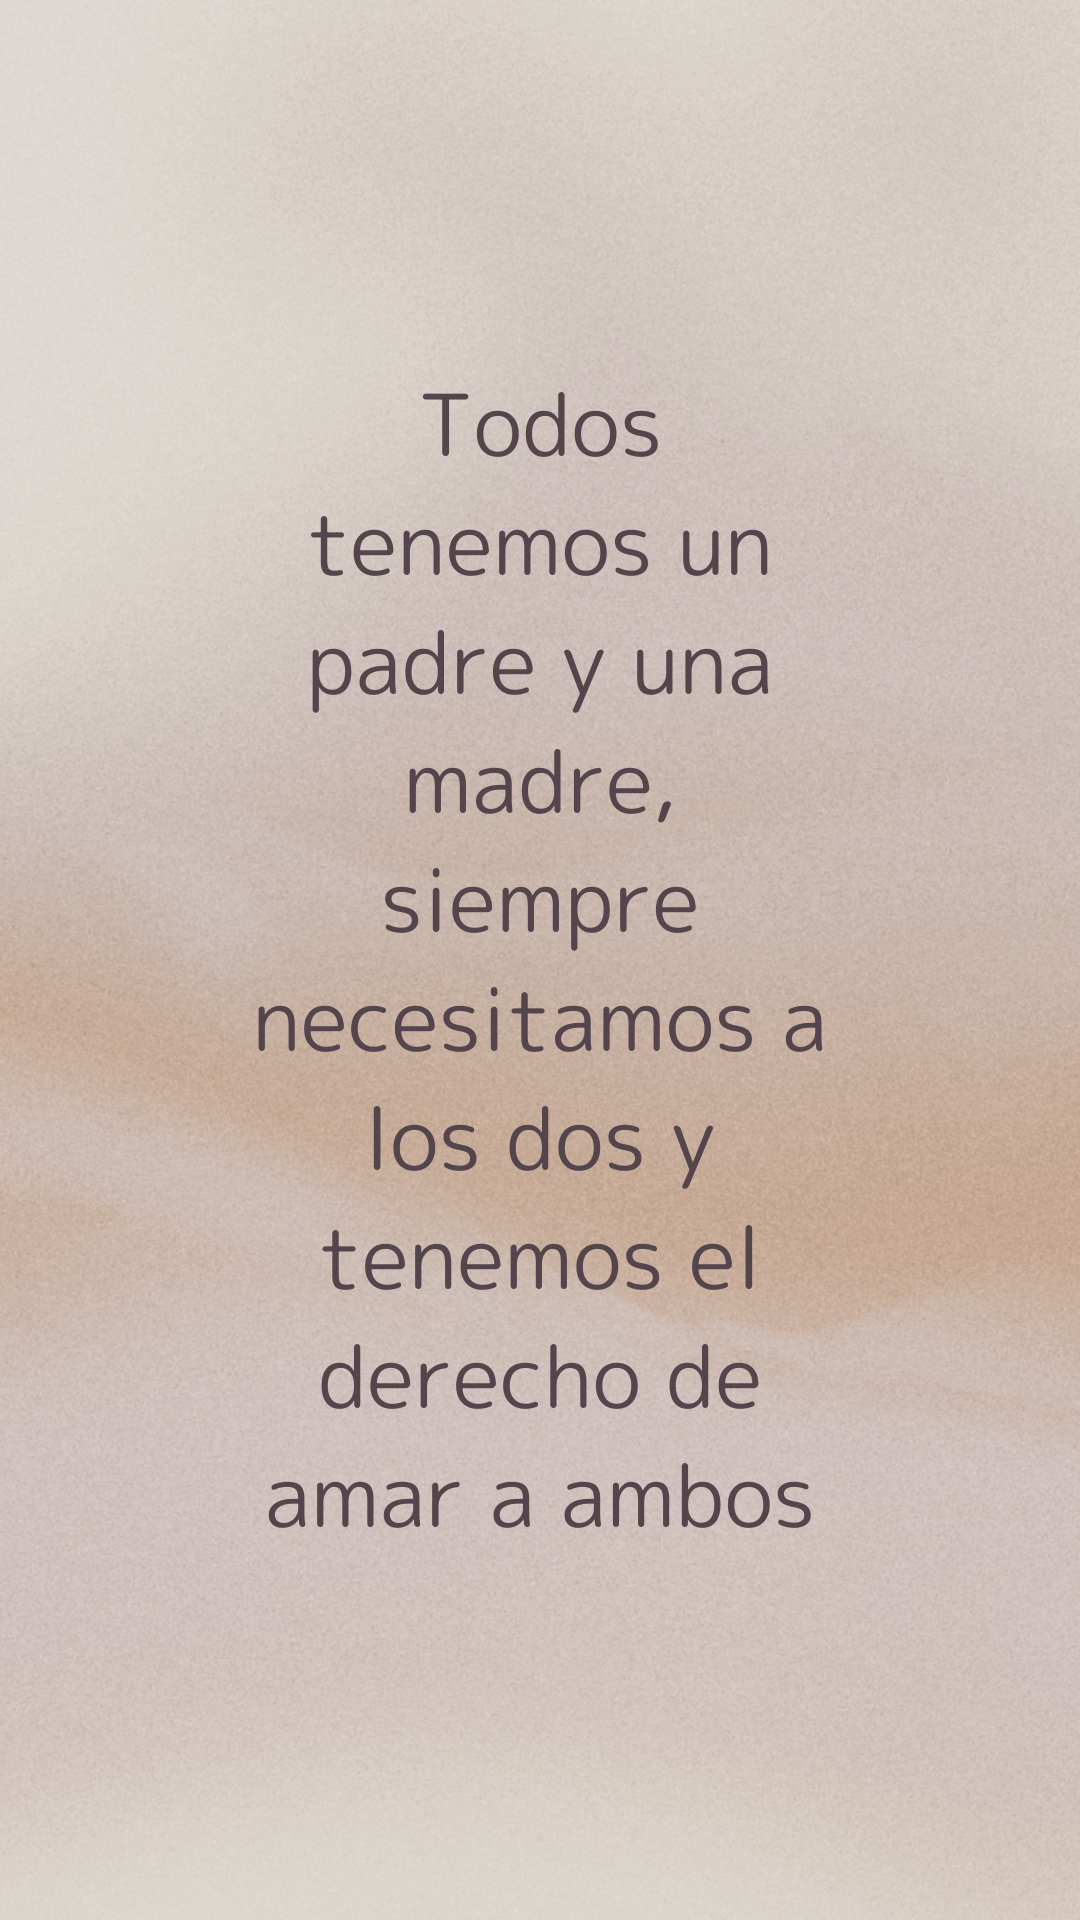 Todos
tenemos un
padre y una
madre,
siempre
necesitamos a
los dos y
tenemos el
derecho de
amar a ambos